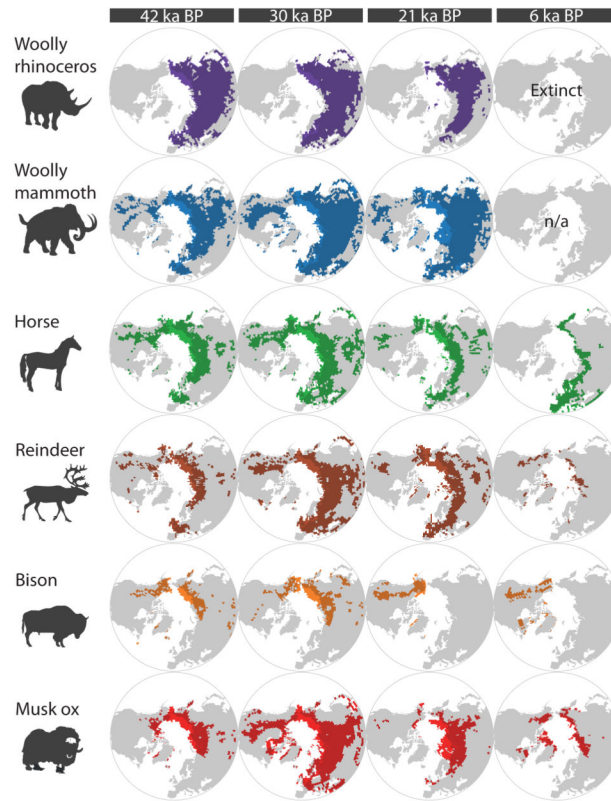 42 ka BP 30 ka BP 21 ka BP 6 ka BP
Woolly
rhinoceros
Extinct
Woolly
mammoth
n/a
Horse
Reindeer
Bison
Musk ox